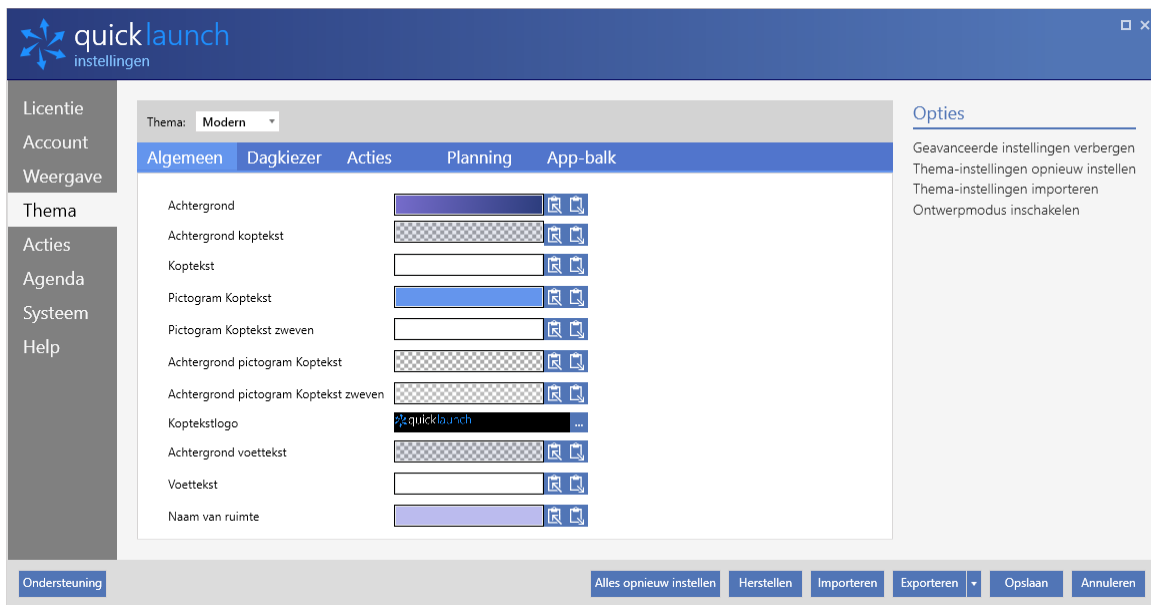 quicklaunch
instellingen
Licentie
Account
Weergave
Thema
Acties
Agenda
Systeem
Help
Thema: Modern
Algemeen Dagkiezer Acties Planning App-balk
Achtergrond
Achtergrond koptekst
Koptekst
Pictogram Koptekst
Pictogram Koptekst zweven
Achtergrond pictogram Koptekst
Achtergrond pictogram Koptekst zweven
Koptekstlogo quicklaunch ...
Achtergrond voettekst
Voettekst
Naam van ruimte
Opties
Geavanceerde instellingen verbergen
Thema-instellingen opnieuw instellen
Thema-instellingen importeren
Ontwerpmodus inschakelen
Ondersteuning Alles opnieuw instellen Herstellen Importeren Exporteren Opslaan Annuleren